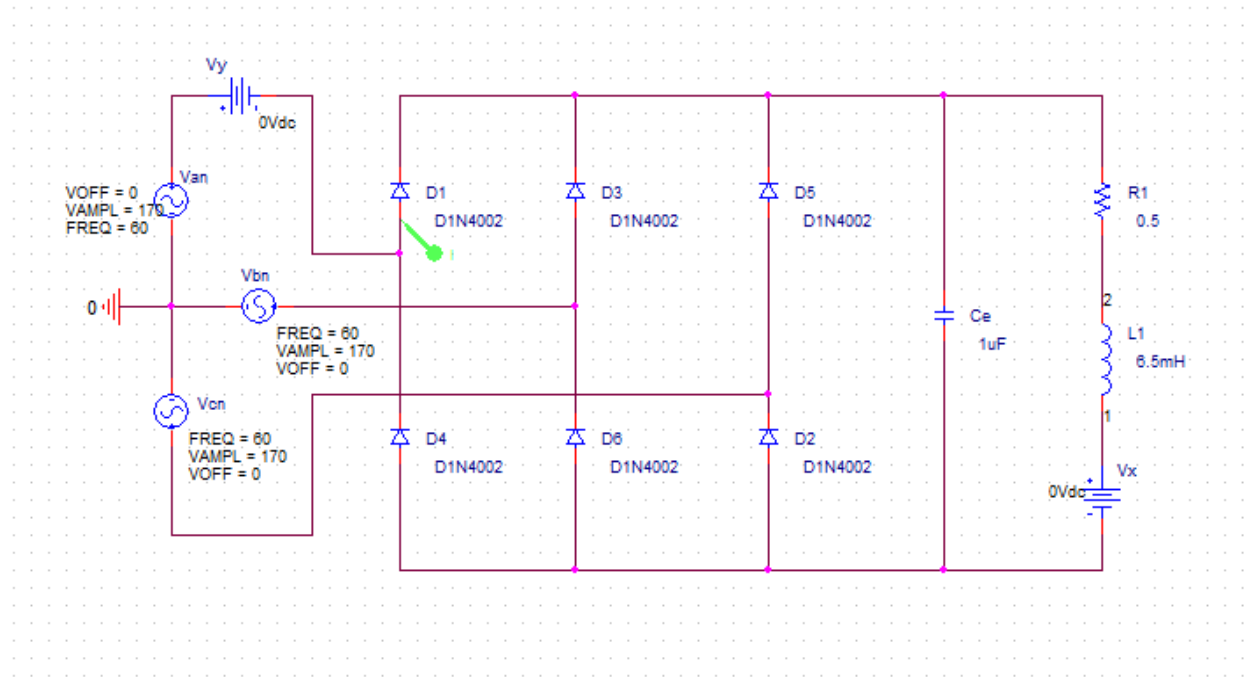 Vy
0Vdc
Van
VOFF = 0
VAMPL = 170
FREQ = 60
D1
D1N4002
D3
D1N4002
D5
D1N4002
R1
0.5
Vbn
0
FREQ = 60
VAMPL = 170
VOFF = 0
2
Ce
1uF
L1
6.5mH
1
Vcn
FREQ = 60
VAMPL = 170
VOFF = 0
D4
D1N4002
D6
D1N4002
D2
D1N4002
Vx
0Vdc